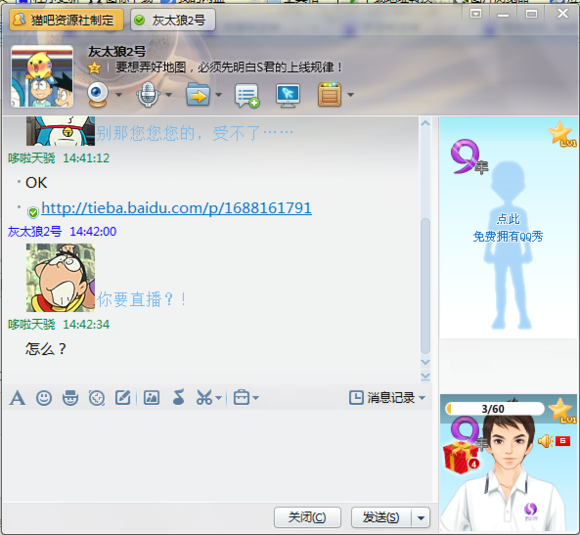 猫吧资源社制定
灰太狼2号
灰太狼2号
要想弄好地图，必须先明白S君的上线规律！
别那您您您的，受不了……
哆啦天骁 14:41:12
OK
http://tieba.baidu.com/p/1688161791
灰太狼2号 14:42:00
你要直播？！
哆啦天骁 14:42:34
怎么？
消息记录
关闭(C)
发送(S)
9年
LV1
点此
免费拥有QQ秀
3/60
LV1
9年
6
4